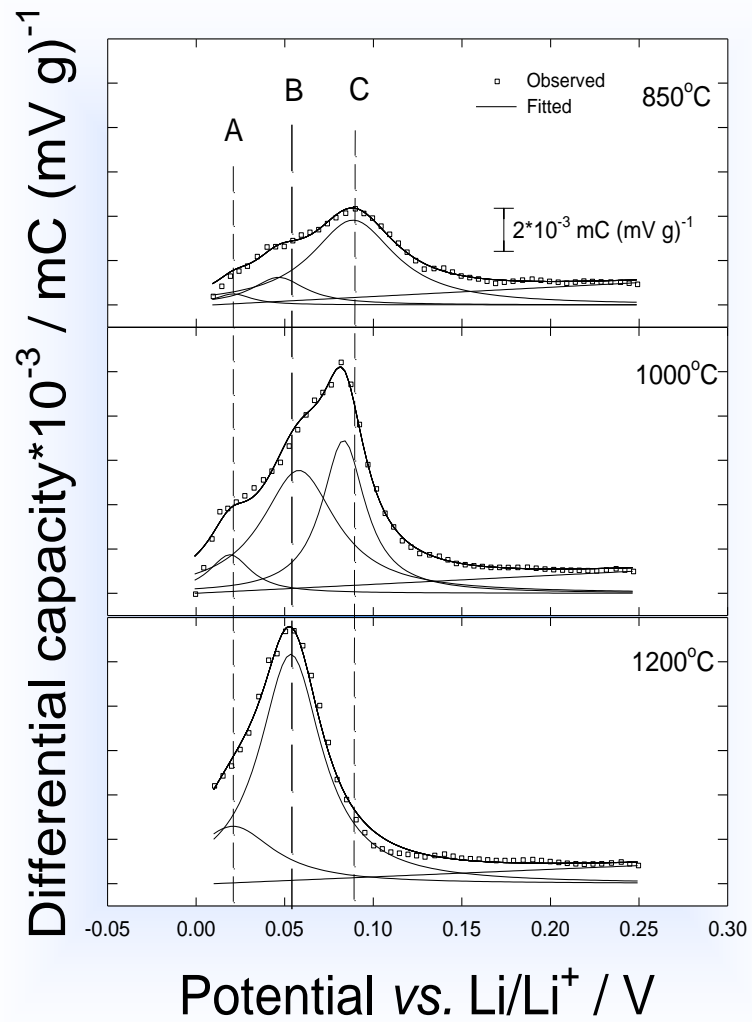 Differential capacity*10⁻³ / mC (mV g)⁻¹
A
B
C
Observed
Fitted
850°C
2*10⁻³ mC (mV g)⁻¹
1000°C
1200°C
-0.05
0.00
0.05
0.10
0.15
0.20
0.25
0.30
Potential vs. Li/Li⁺ / V